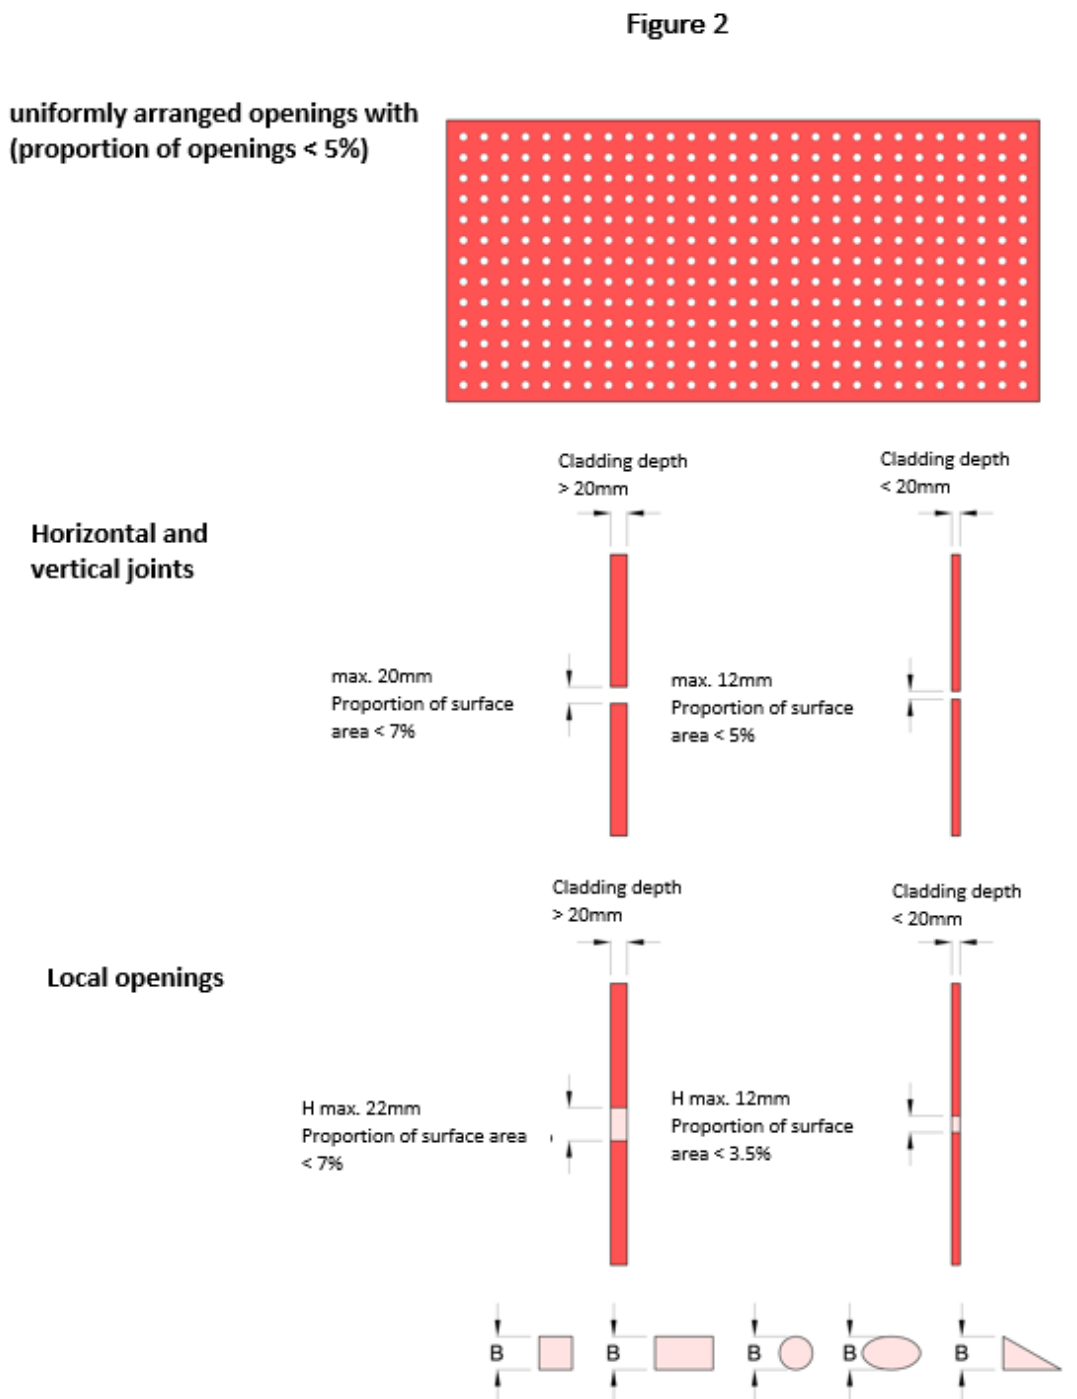 Figure 2
uniformly arranged openings with
(proportion of openings < 5%)
Cladding depth
> 20mm
Cladding depth
< 20mm
Horizontal and
vertical joints
max. 20mm
Proportion of surface
area < 7%
max. 12mm
Proportion of surface
area < 5%
Cladding depth
> 20mm
Cladding depth
< 20mm
Local openings
H max. 22mm
Proportion of surface area
< 7%
H max. 12mm
Proportion of surface
area < 3.5%
B
B
B
B
B